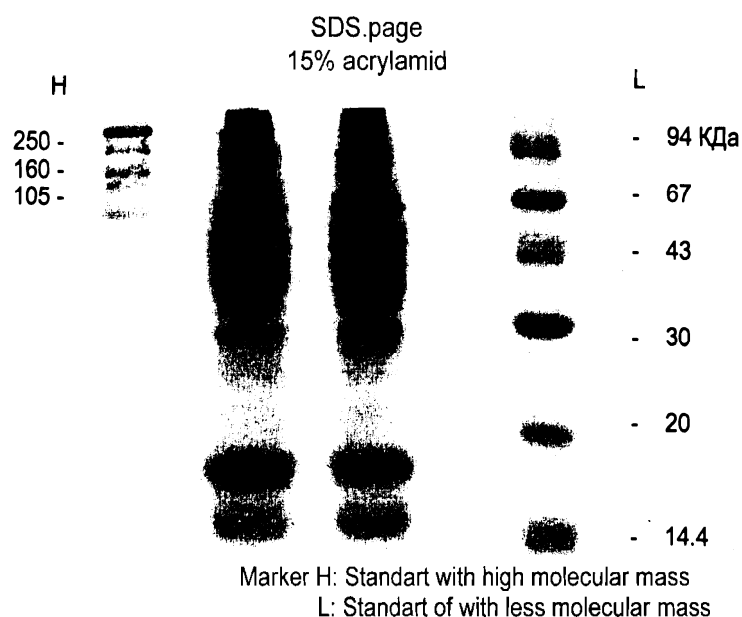 SDS.page
15% acrylamid
H
L
250 -
160 -
105 -
- 94 КДа
- 67
- 43
- 30
- 20
- 14.4
Marker H: Standart with high molecular mass
L: Standart of with less molecular mass